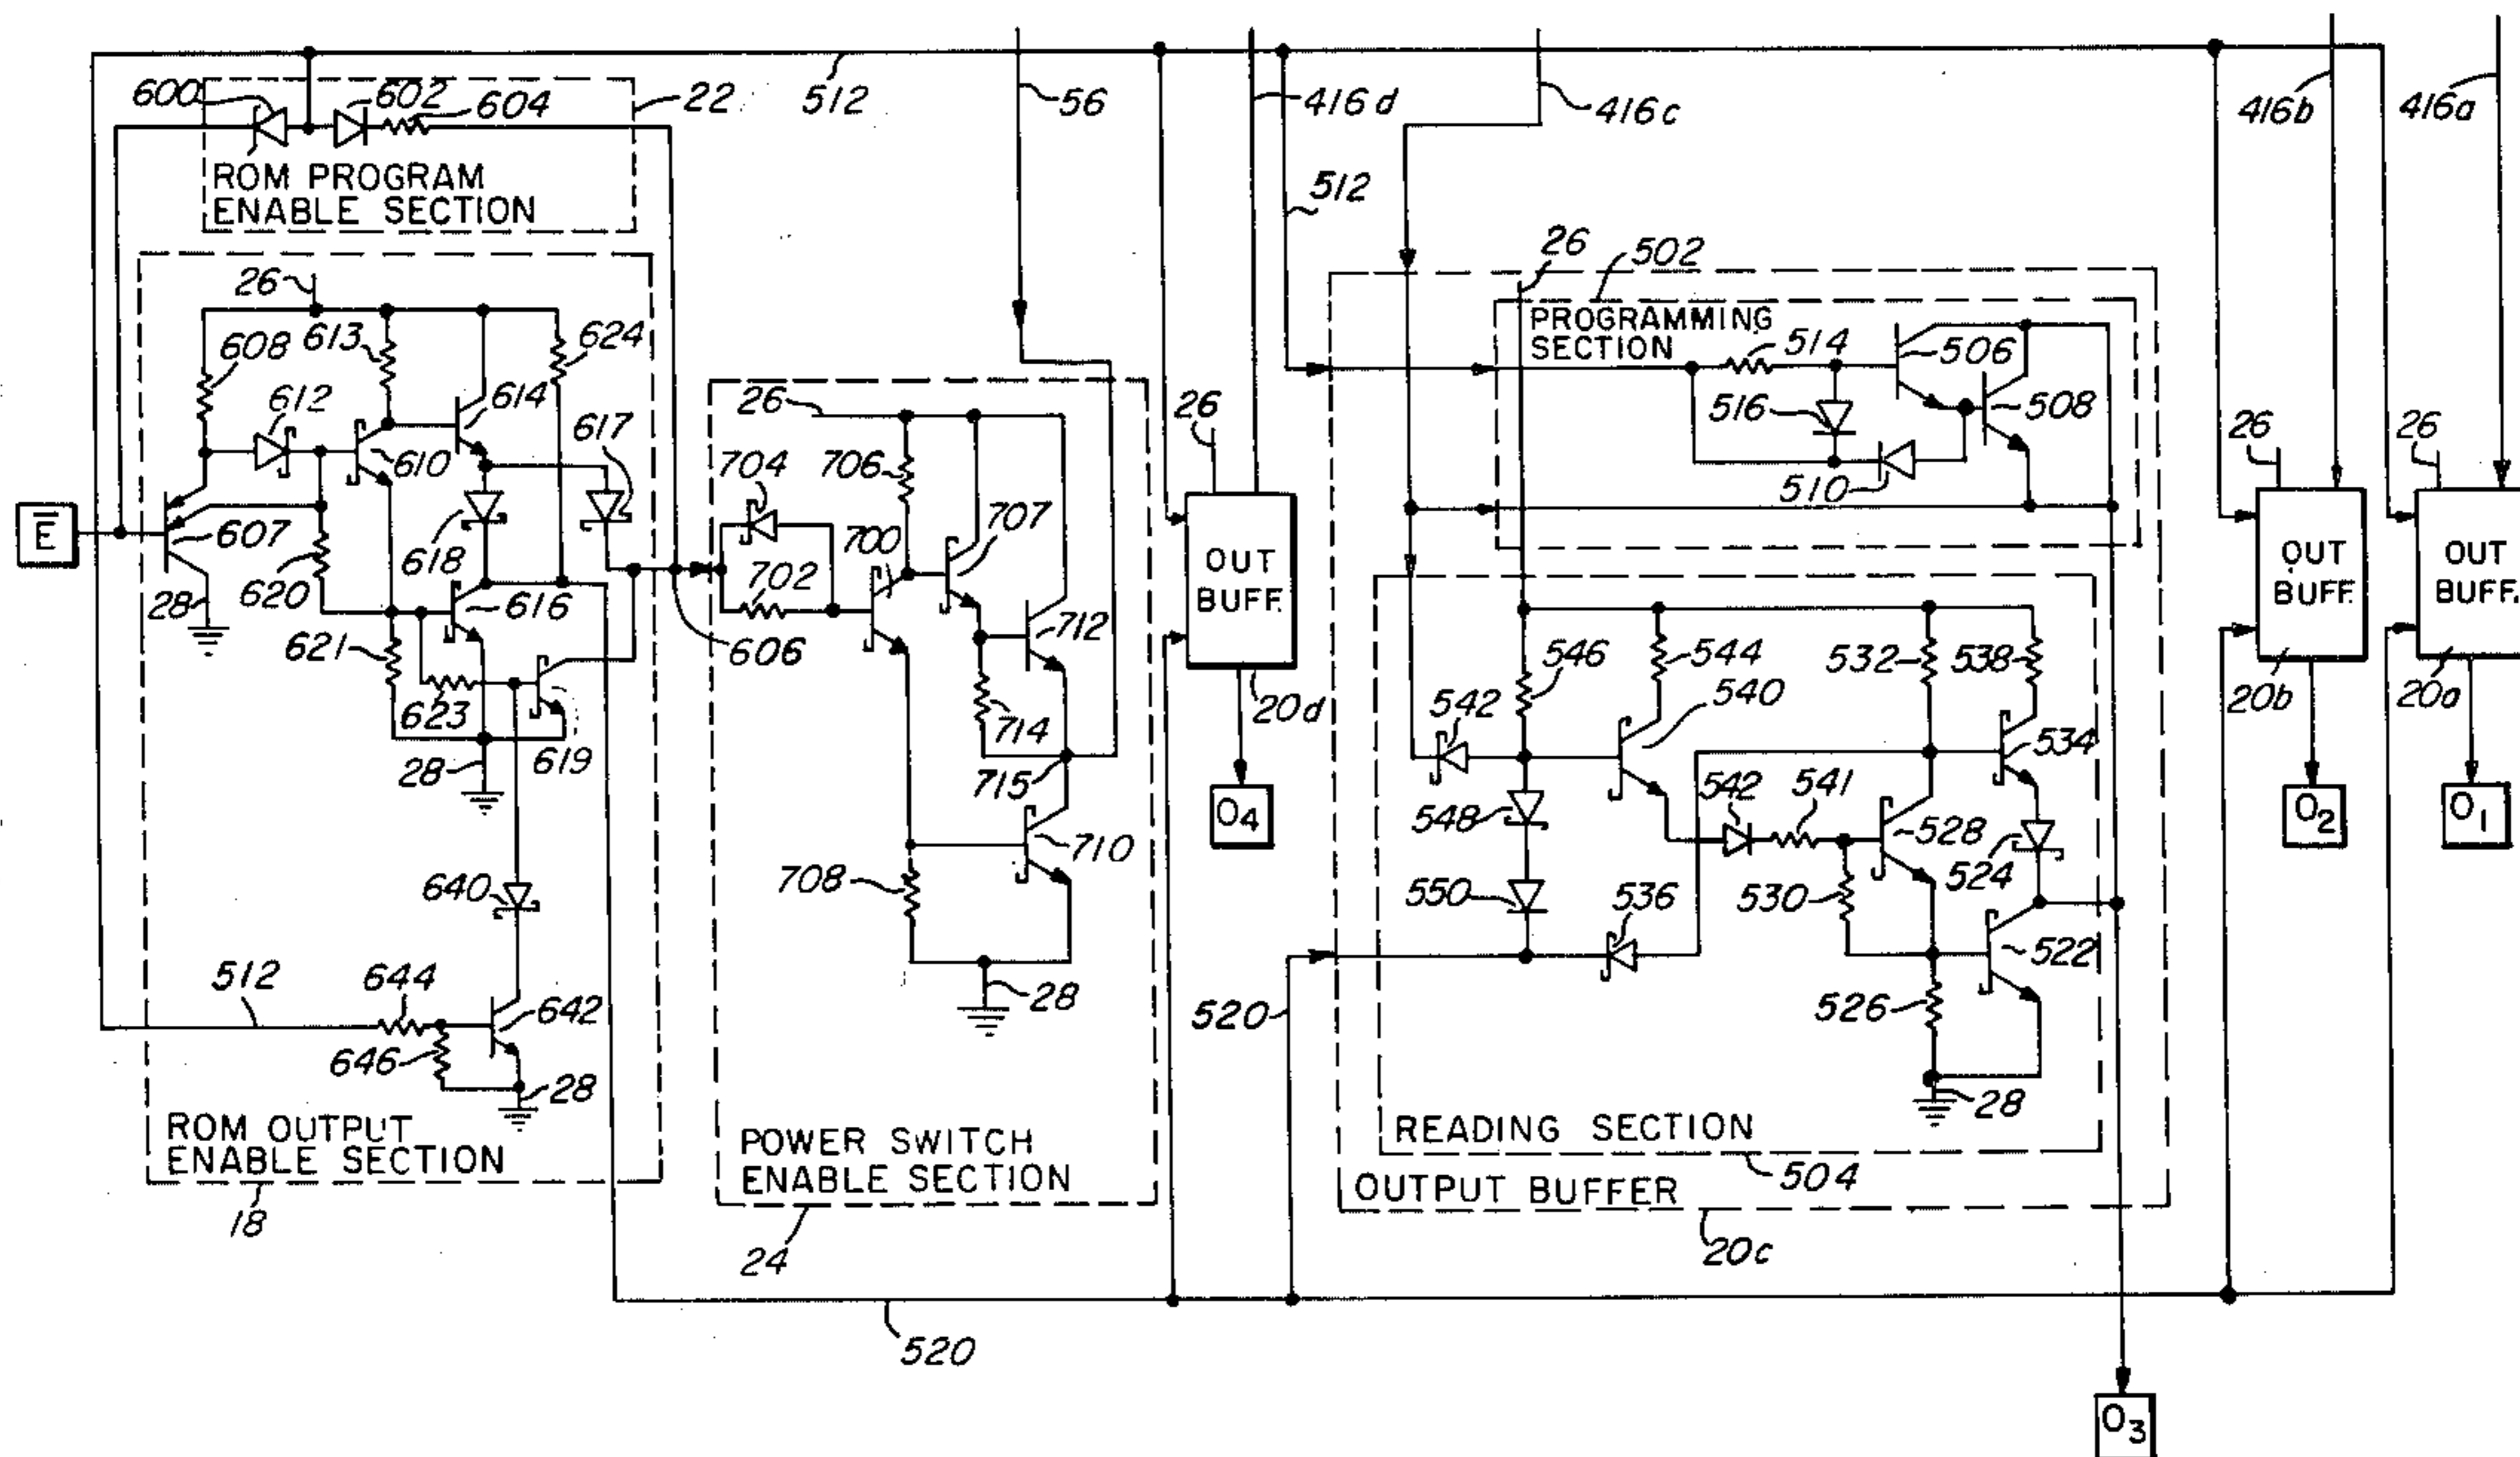 600
602
604
22
512
56
416d
416c
416b
416a
ROM PROGRAM
ENABLE SECTION
512
26
502
26
608
613
624
612
614
617
610
E̅
607
620
618
616
28
621
623
619
28
606
640
512
644
642
646
28
ROM OUTPUT
ENABLE SECTION
18
26
704
706
700
707
702
712
714
715
710
708
28
POWER SWITCH
ENABLE SECTION
24
520
26
OUT
BUFF.
20d
O4
PROGRAMMING
SECTION
514
506
516
508
510
546
544
532
538
540
542
534
542
541
548
528
524
550
536
530
522
520
526
28
READING SECTION
504
OUTPUT BUFFER
20c
O3
26
OUT
BUFF.
20b
O2
26
OUT
BUFF.
20a
O1